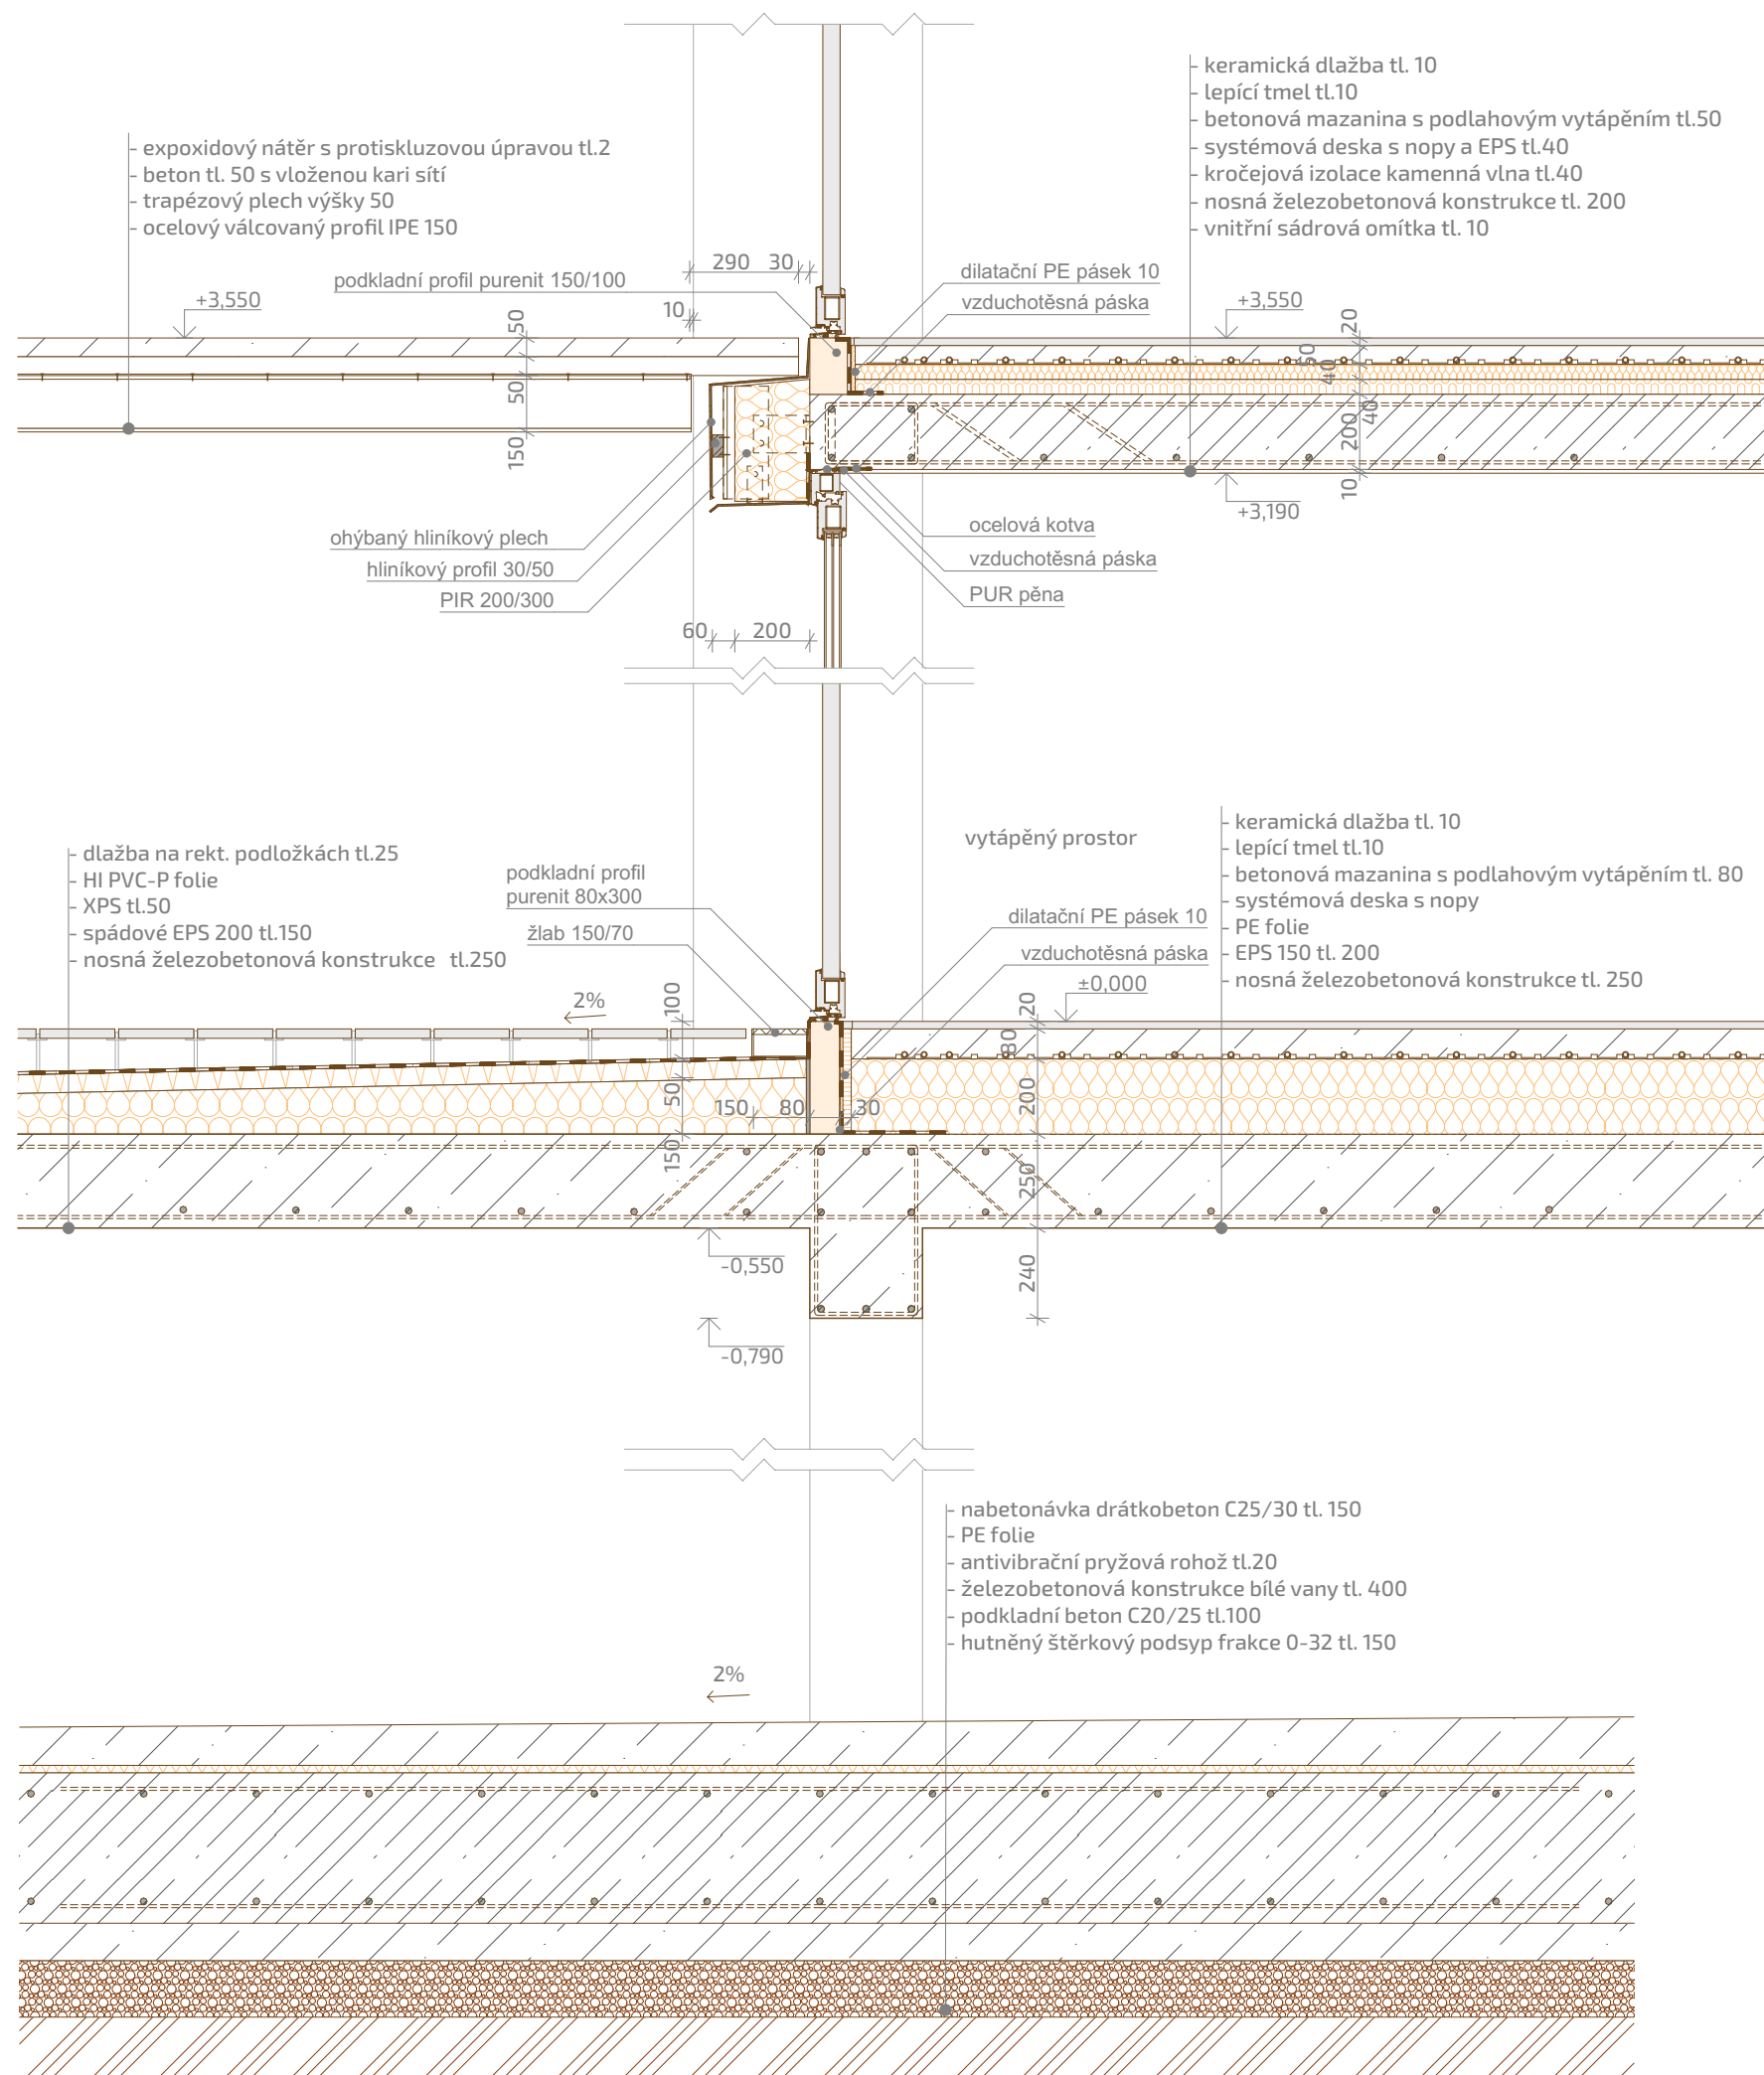 - keramická dlažba tl. 10
- lepící tmel tl.10
- betonová mazanina s podlahovým vytápěním tl.50
- systémová deska s nopy a EPS tl.40
- kročejová izolace kamenná vlna tl.40
- nosná železobetonová konstrukce tl. 200
- vnitřní sádrová omítka tl. 10
- expoxidový nátěr s protiskluzovou úpravou tl.2
- beton tl. 50 s vloženou kari sítí
- trapézový plech výšky 50
- ocelový válcovaný profil IPE 150
290 30
podkladní profil purenit 150/100
dilatační PE pásek 10
vzduchotěsná páska
10
+3,550
+3,550
50
50
150
20
50
40
40
200
10
+3,190
ohýbaný hliníkový plech
hliníkový profil 30/50
PIR 200/300
ocelová kotva
vzduchotěsná páska
PUR pěna
60 200
vytápěný prostor
- keramická dlažba tl. 10
- lepící tmel tl.10
- betonová mazanina s podlahovým vytápěním tl. 80
- systémová deska s nopy
- PE folie
- EPS 150 tl. 200
- nosná železobetonová konstrukce tl. 250
- dlažba na rekt. podložkách tl.25
- HI PVC-P folie
- XPS tl.50
- spádové EPS 200 tl.150
- nosná železobetonová konstrukce tl.250
podkladní profil
purenit 80x300
žlab 150/70
dilatační PE pásek 10
vzduchotěsná páska
±0,000
2%
100
50
150
150 80 30
20
80
200
250
240
-0,550
-0,790
- nabetonávka drátkobeton C25/30 tl. 150
- PE folie
- antivibrační pryžová rohož tl.20
- železobetonová konstrukce bílé vany tl. 400
- podkladní beton C20/25 tl.100
- hutněný štěrkový podsyp frakce 0-32 tl. 150
2%